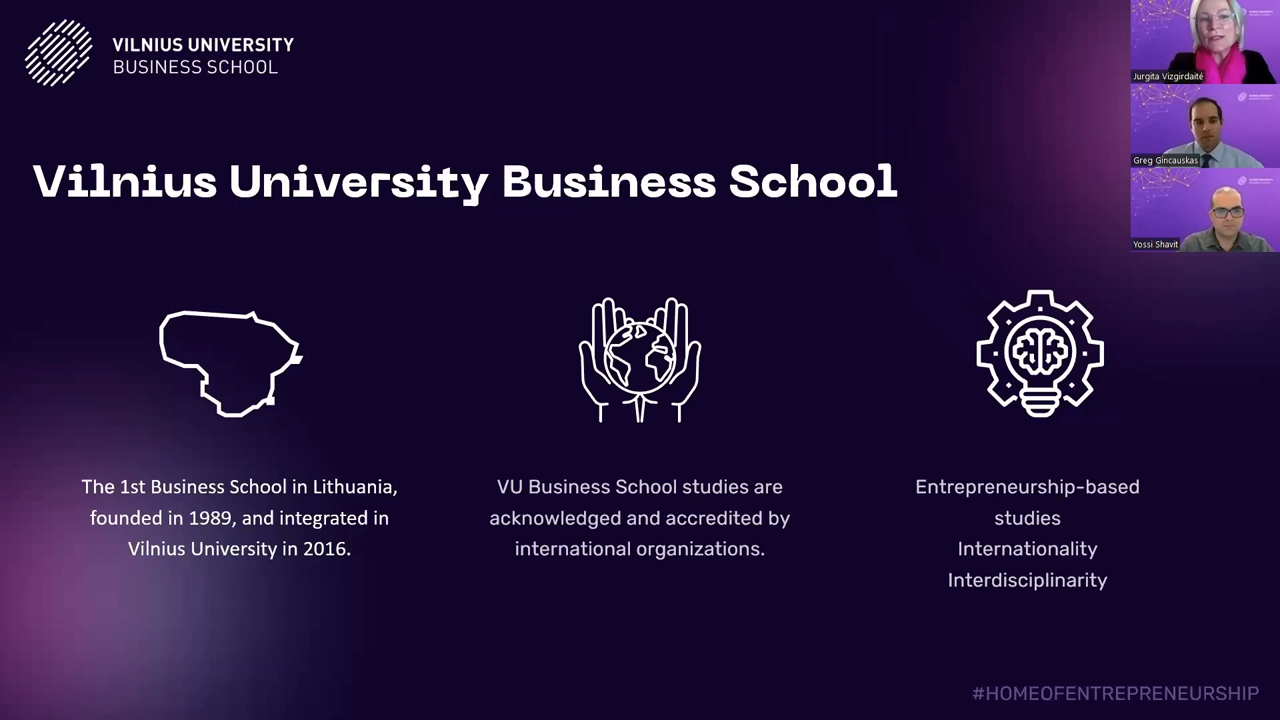 VILNIUS UNIVERSITY
BUSINESS SCHOOL
Jurgita Vizgirdaitė
Greg Gincauskas
Yossi Shavit
Vilnius University Business School
The 1st Business School in Lithuania,
founded in 1989, and integrated in
Vilnius University in 2016.
VU Business School studies are
acknowledged and accredited by
international organizations.
Entrepreneurship-based
studies
Internationality
Interdisciplinarity
#HOMEOFENTREPRENEURSHIP